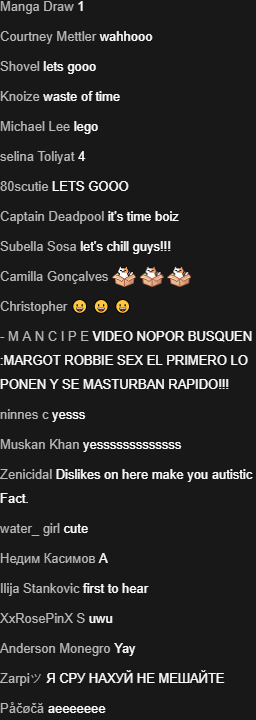 Manga Draw 1
Courtney Mettler wahhooo
Shovel lets gooo
Knoize waste of time
Michael Lee lego
selina Toliyat 4
80scutie LETS GOOO
Captain Deadpool it's time boiz
Subella Sosa let's chill guys!!!
Camilla Gonçalves
Christopher 😀 😀 😀
- M A N C I P E VIDEO NOPOR BUSQUEN
:MARGOT ROBBIE SEX EL PRIMERO LO
PONEN Y SE MASTURBAN RAPIDO!!!
ninnes c yesss
Muskan Khan yesssssssssssss
Zenicidal Dislikes on here make you autistic
Fact.
water_ girl cute
Недим Касимов А
Ilija Stankovic first to hear
XxRosePinX S uwu
Anderson Monegro Yay
Zarpiツ Я СРУ НАХУЙ НЕ МЕШАЙТЕ
Påčøčă aeeeeeee